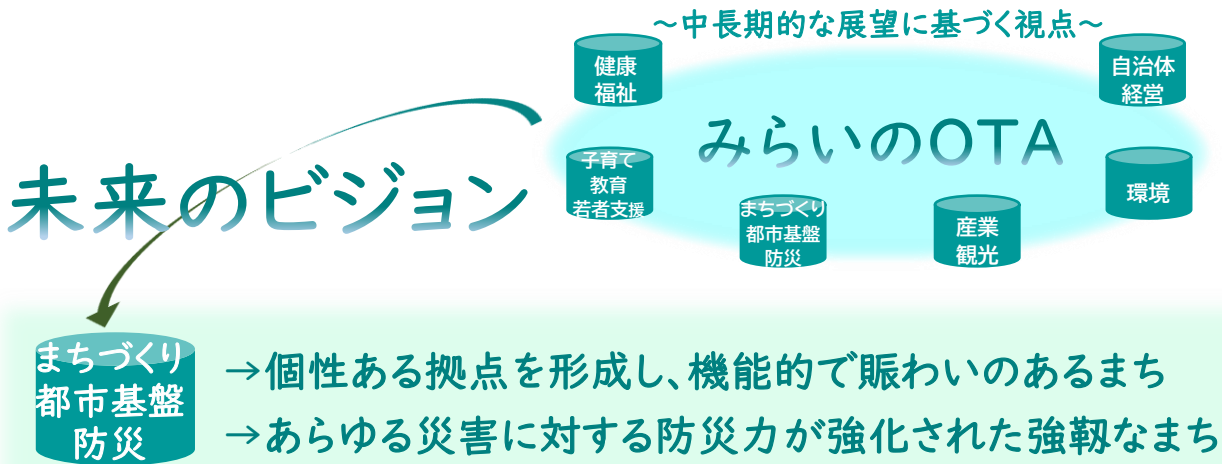 ～中長期的な展望に基づく視点～
健康
福祉
自治体
経営
みらいのOTA
子育て
教育
若者支援
環境
まちづくり
都市基盤
防災
産業
観光
未来のビジョン
まちづくり
都市基盤
防災
→個性ある拠点を形成し、機能的で賑わいのあるまち
→あらゆる災害に対する防災力が強化された強靱なまち